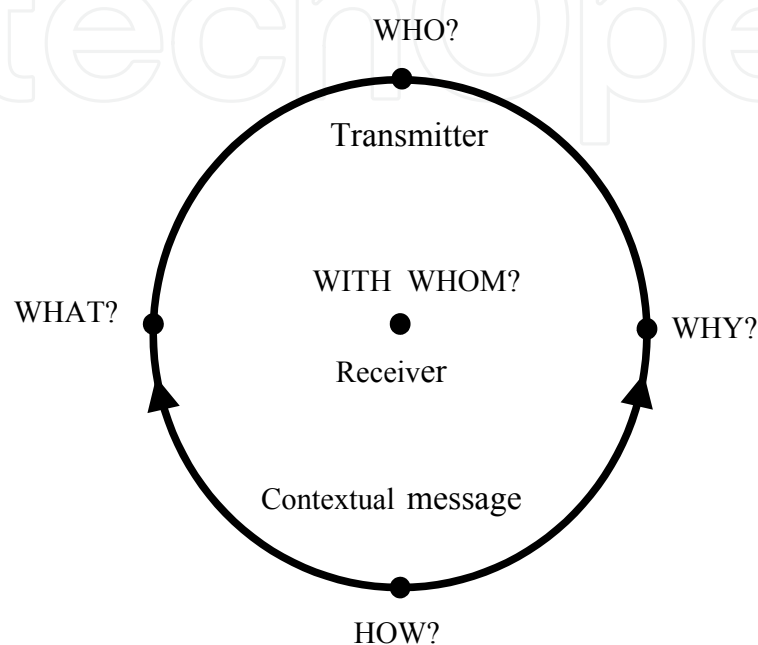 WHO?
Transmitter
WITH WHOM?
WHAT?
WHY?
Receiver
Contextual message
HOW?